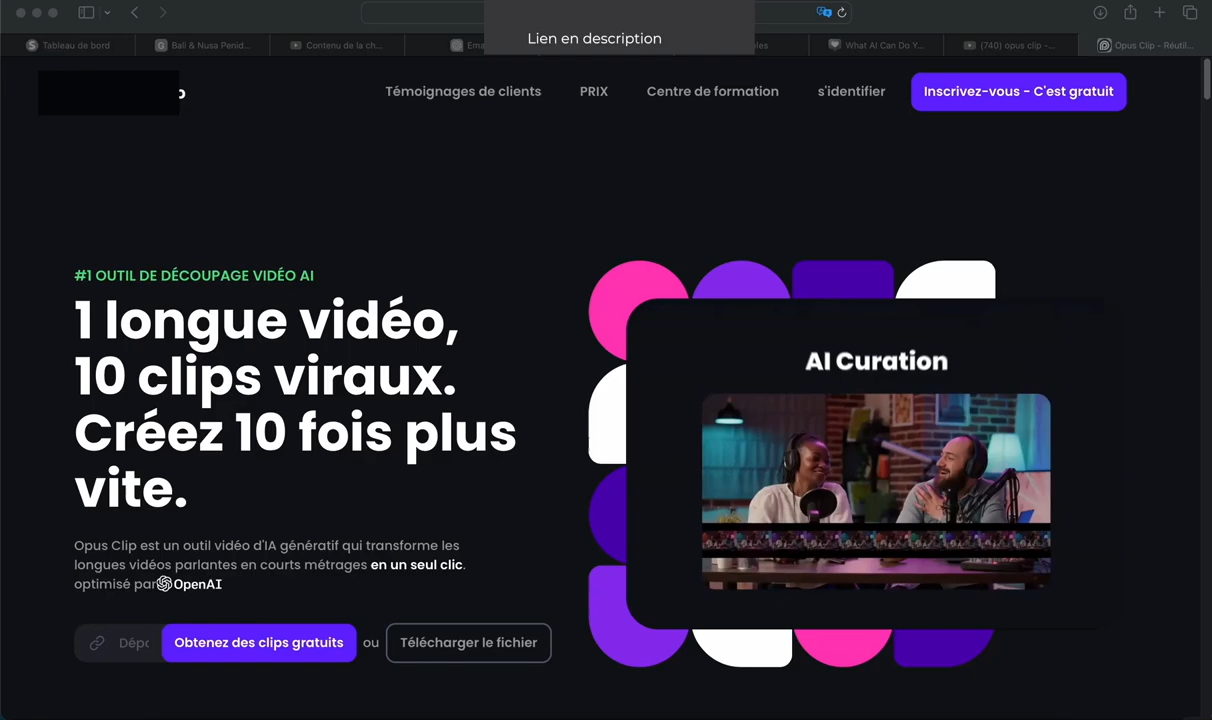 Lien en description
Tableau de bord
Bali & Nusa Penid...
Contenu de la ch...
Ema
les
What AI Can Do Y...
(740) opus clip -...
Opus Clip - Réutil...
Témoignages de clients
PRIX
Centre de formation
s'identifier
Inscrivez-vous - C'est gratuit
#1 OUTIL DE DÉCOUPAGE VIDÉO AI
1 longue vidéo,
10 clips viraux.
Créez 10 fois plus
vite.
AI Curation
Opus Clip est un outil vidéo d'IA génératif qui transforme les
longues vidéos parlantes en courts métrages en un seul clic.
optimisé par OpenAI
Dépo
Obtenez des clips gratuits
ou
Télécharger le fichier